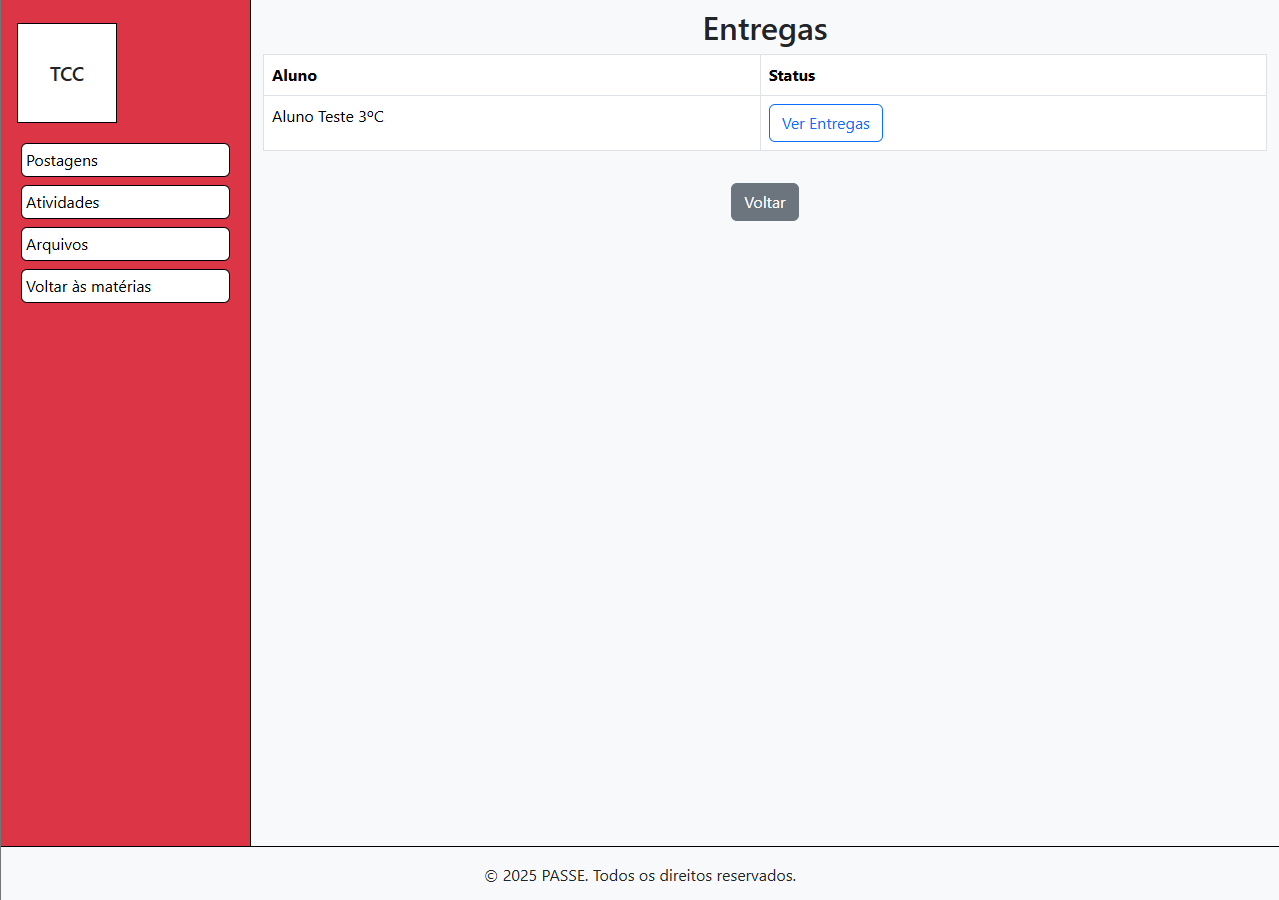 TCC
Postagens
Atividades
Arquivos
Voltar às matérias
Entregas
Aluno Status
Aluno Teste 3ºC Ver Entregas
Voltar
© 2025 PASSE. Todos os direitos reservados.